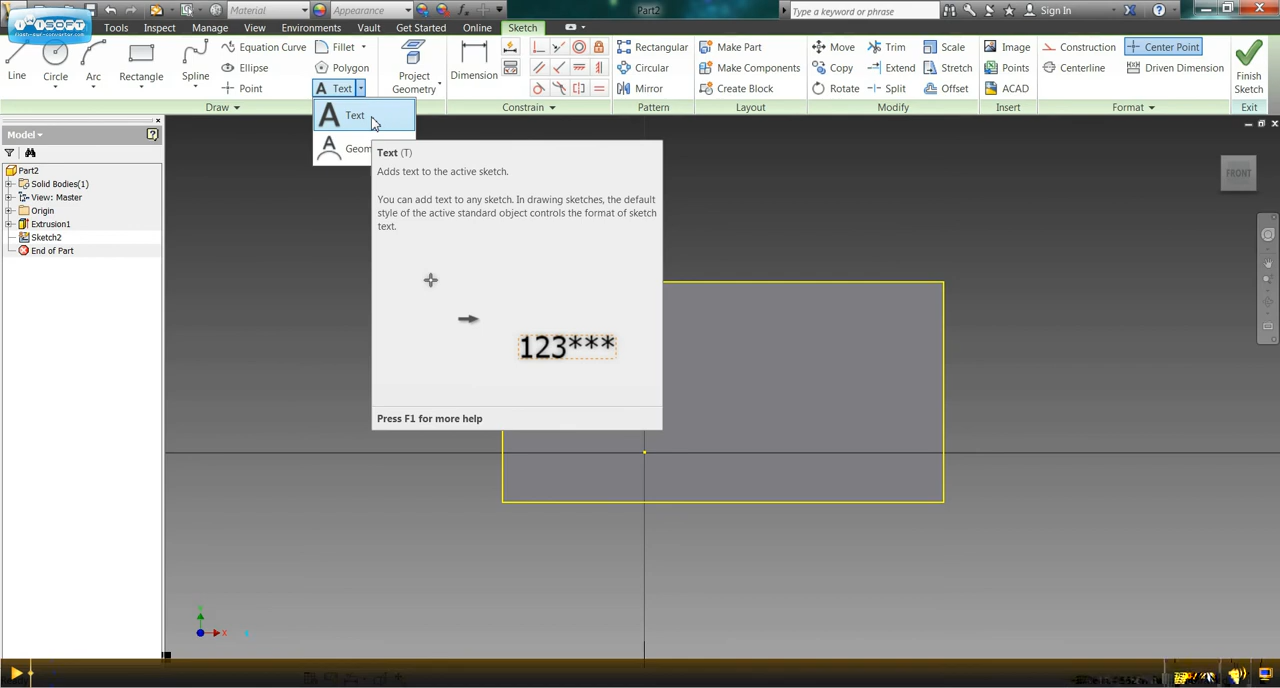 Material
Appearance
Part2
Type a keyword or phrase
Sign In
Tools
Inspect
Manage
View
Environments
Vault
Get Started
Online
Sketch
Line
Circle
Arc
Rectangle
Spline
Equation Curve
Ellipse
Point
Fillet
Polygon
Text
Project
Geometry
Dimension
Rectangular
Circular
Mirror
Make Part
Make Components
Create Block
Move
Copy
Rotate
Trim
Extend
Split
Scale
Stretch
Offset
Image
Points
ACAD
Construction
Centerline
Center Point
Driven Dimension
Finish
Sketch
Draw
Constrain
Pattern
Layout
Modify
Insert
Format
Exit
A Text
Geom
Text (T)
Adds text to the active sketch.
You can add text to any sketch. In drawing sketches, the default
style of the active standard object controls the format of sketch
text.
123***
Press F1 for more help
Model
Part2
Solid Bodies(1)
View: Master
Origin
Extrusion1
Sketch2
End of Part
FRONT
Y
X